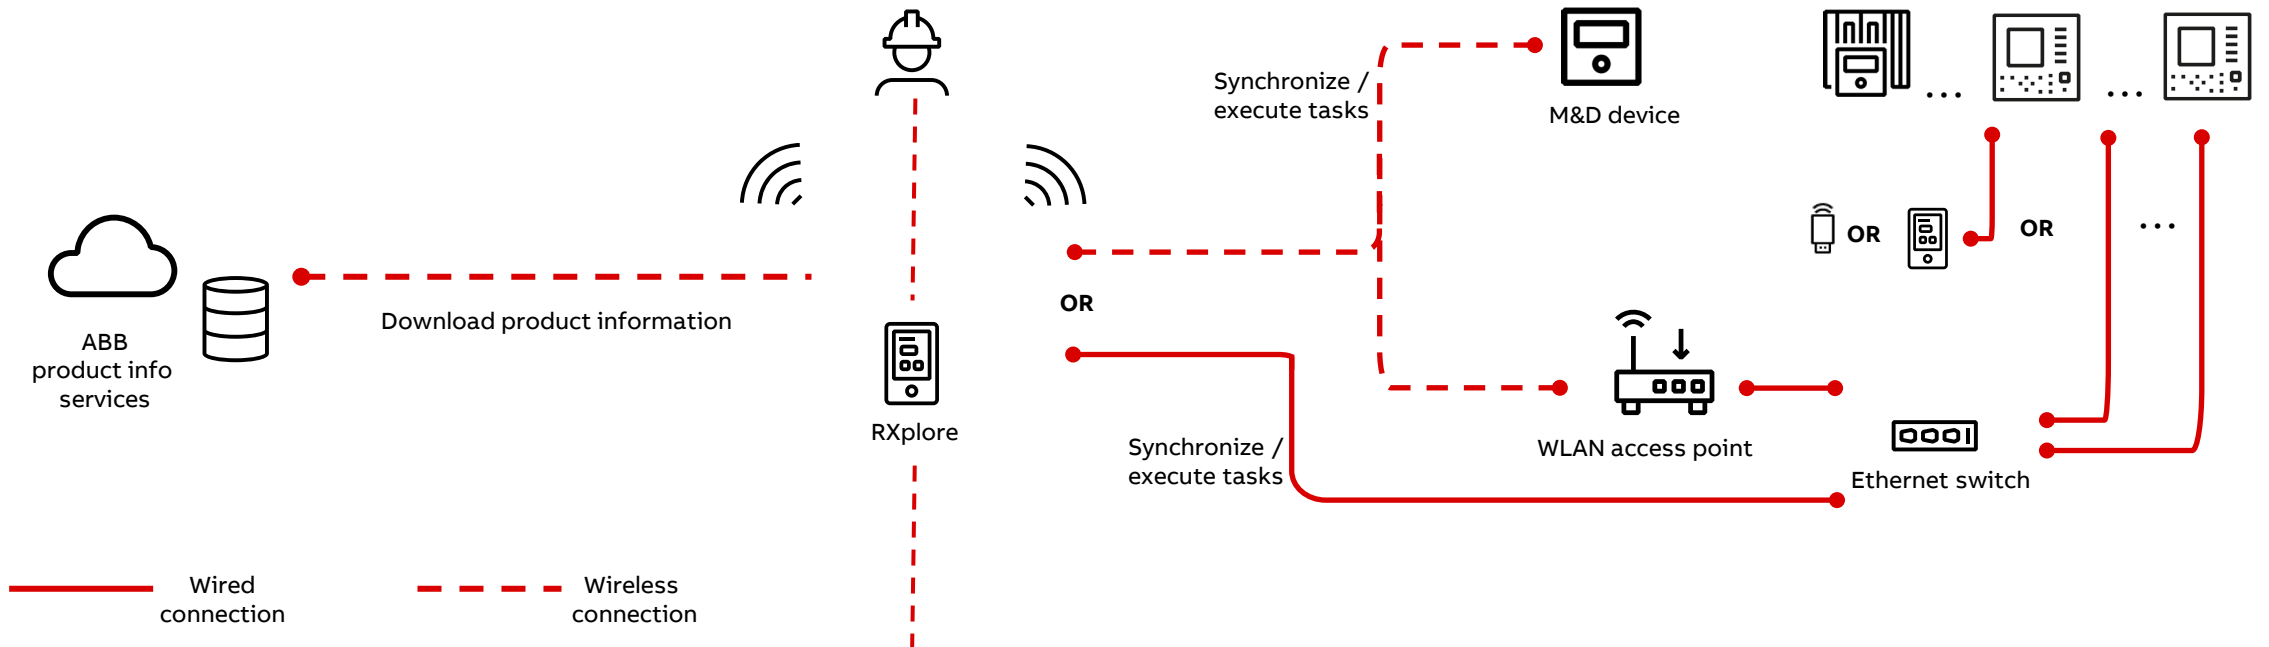 Synchronize /
execute tasks
M&D device
OR
OR
OR
Download product information
ABB
product info
services
RXplore
Synchronize /
execute tasks
WLAN access point
Ethernet switch
Wired
connection
Wireless
connection